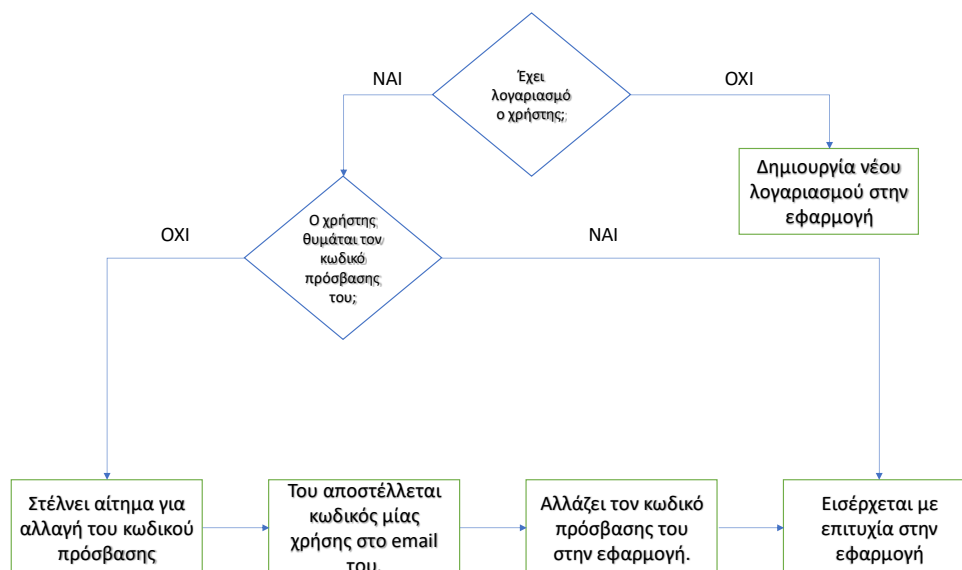 Έχει
λογαριασμό
ο χρήστης;
ΝΑΙ
ΟΧΙ
Δημιουργία νέου
λογαριασμού στην
εφαρμογή
Ο χρήστης
θυμάται τον
κωδικό
πρόσβασης
του;
ΟΧΙ
ΝΑΙ
Στέλνει αίτημα για
αλλαγή του κωδικού
πρόσβασης
Του αποστέλλεται
κωδικός μίας
χρήσης στο email
του.
Αλλάζει τον κωδικό
πρόσβασης του
στην εφαρμογή.
Εισέρχεται με
επιτυχία στην
εφαρμογή